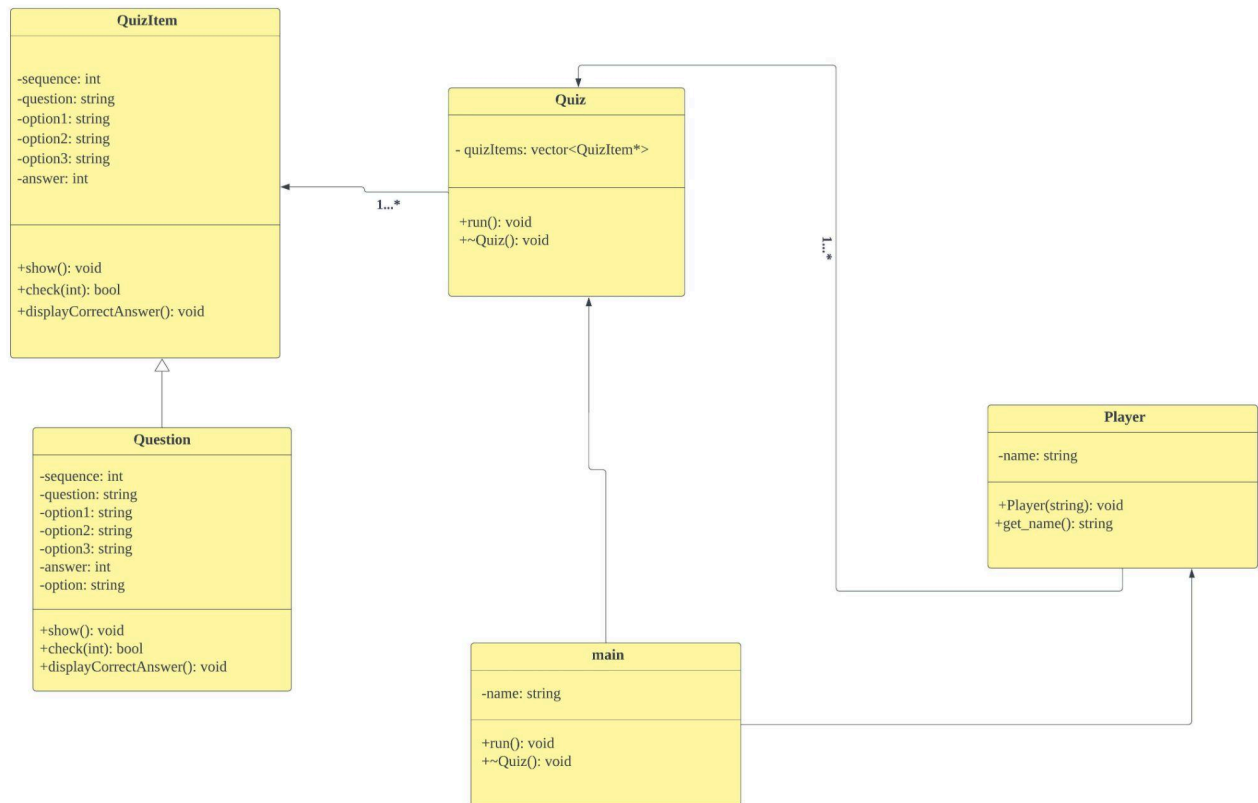 QuizItem
-sequence: int
-question: string
-option1: string
-option2: string
-option3: string
-answer: int
+show(): void
+check(int): bool
+displayCorrectAnswer(): void
1...*
Quiz
- quizItems: vector<QuizItem*>
+run(): void
+~Quiz(): void
1...*
Question
-sequence: int
-question: string
-option1: string
-option2: string
-option3: string
-answer: int
-option: string
+show(): void
+check(int): bool
+displayCorrectAnswer(): void
Player
-name: string
+Player(string): void
+get_name(): string
main
-name: string
+run(): void
+~Quiz(): void